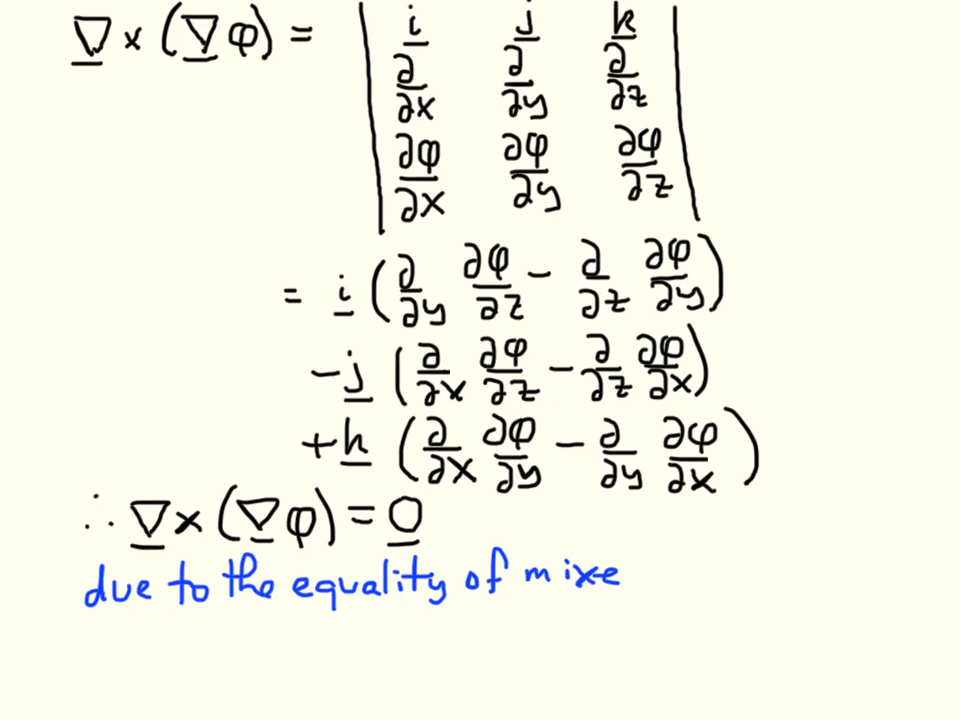 ∇ × (∇φ) = | i j k |
| ∂/∂x ∂/∂y ∂/∂z |
| ∂φ/∂x ∂φ/∂y ∂φ/∂z |
= i (∂/∂y ∂φ/∂z − ∂/∂z ∂φ/∂y)
−j (∂/∂x ∂φ/∂z − ∂/∂z ∂φ/∂x)
+k (∂/∂x ∂φ/∂y − ∂/∂y ∂φ/∂x)
∴ ∇ × (∇φ) = 0
due to the equality of mixe